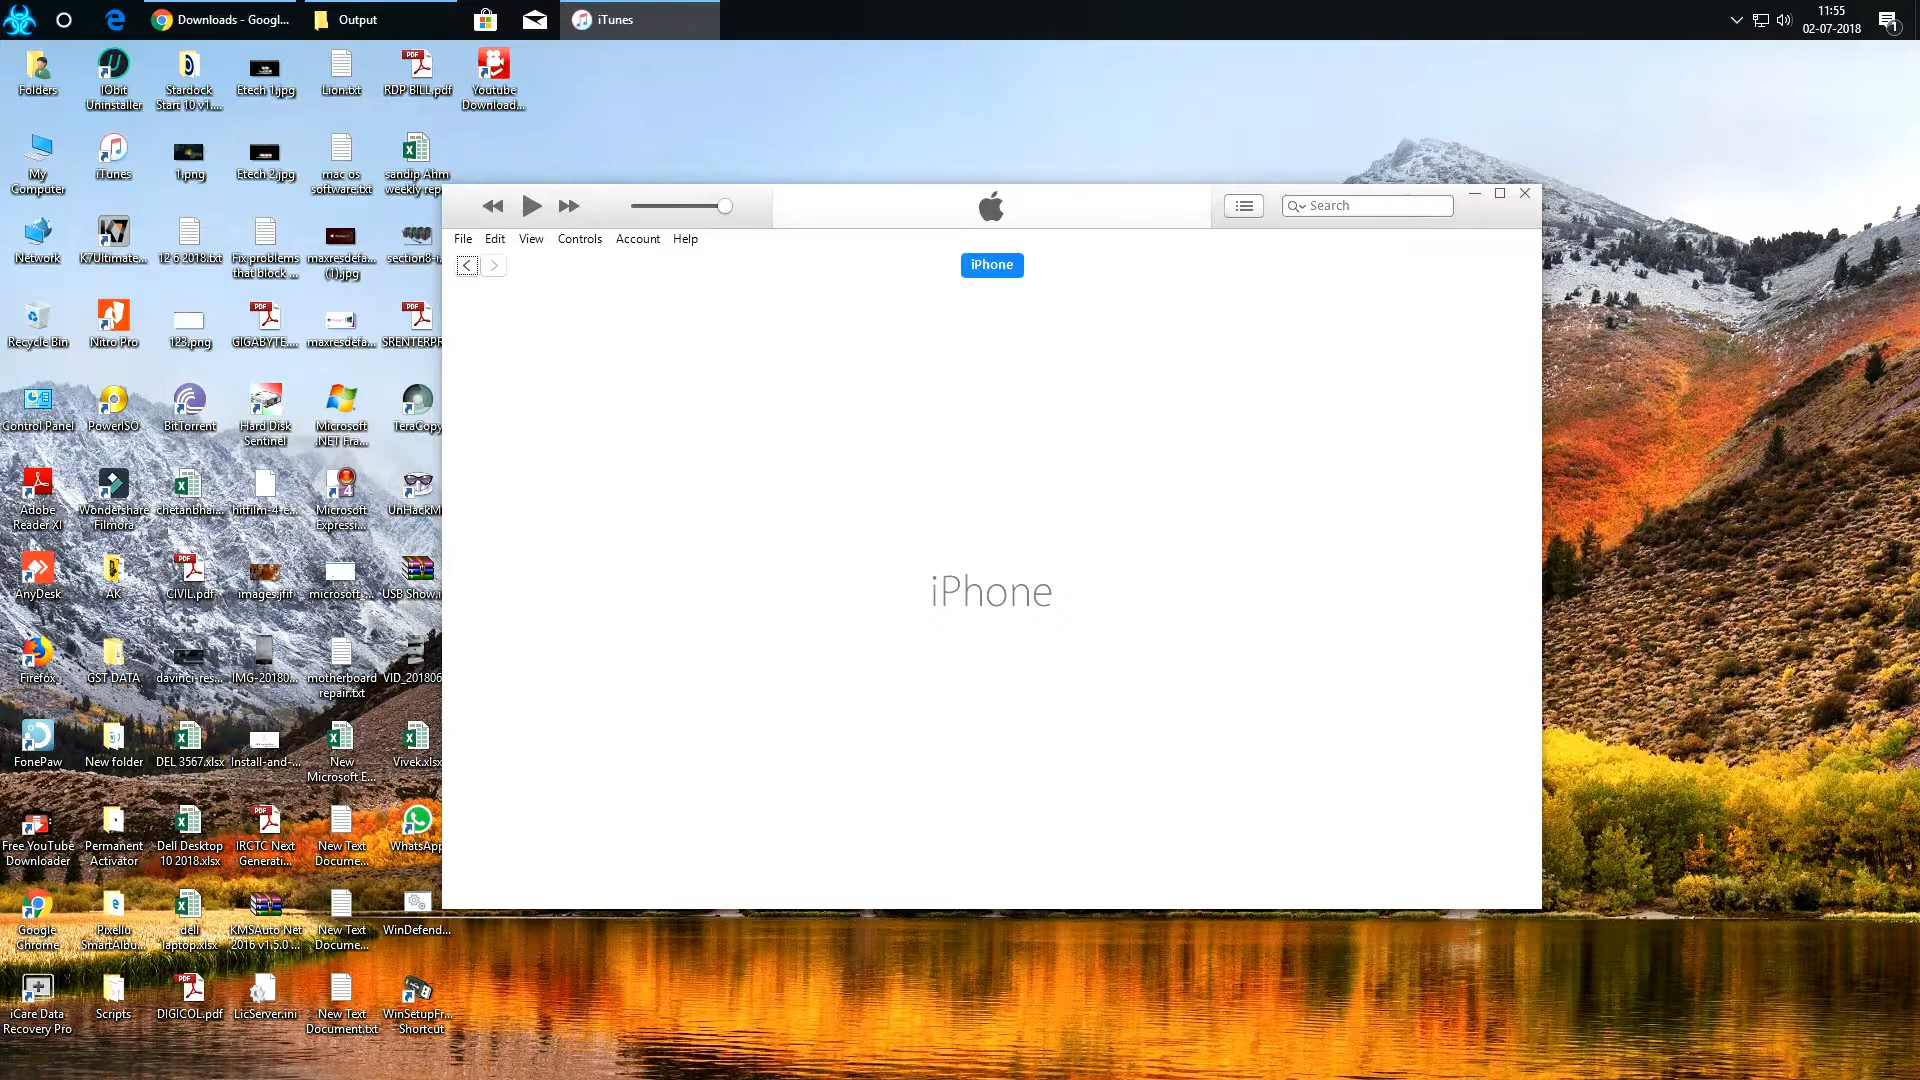 Downloads - Googl...
Output
iTunes
11:55
02-07-2018
1
Folders
IObit
Uninstaller
Stardock
Start 10 v1....
Etech 1.jpg
Lion.txt
RDP BILL.pdf
Youtube
Download...
My
Computer
iTunes
1.png
Etech 2.jpg
mac os
software.txt
sandip Ahm
weekly rep
Search
File Edit View Controls Account Help
iPhone
iPhone
Network
K7Ultimate...
12 6 2018.txt
Fix problems
that block ...
maxresdefa...
(1).jpg
section8-i
Recycle Bin
Nitro Pro
123.png
GIGABYTE....
maxresdefa...
SRENTERPR
Control Panel
PowerISO
BitTorrent
Hard Disk
Sentinel
Microsoft
.NET Fra...
TeraCopy
Adobe
Reader XI
Wondershare
Filmora
chetanbhai...
hitfilm-4-e...
Microsoft
Expressi...
UnHackM
AnyDesk
AK
CIVIL.pdf
images.jfif
microsoft-...
USB Show.
Firefox
GST DATA
davinci-res...
IMG-20180...
motherboard
repair.txt
VID_201806
FonePaw
New folder
DEL 3567.xlsx
Install-and-...
New
Microsoft E...
Vivek.xlsx
Free YouTube
Downloader
Permanent
Activator
Dell Desktop
10 2018.xlsx
IRCTC Next
Generati...
New Text
Docume...
WhatsApp
Google
Chrome
Pixellu
SmartAlbu...
dell
laptop.xlsx
KMSAuto Net
2016 v1.5.0 ...
New Text
Docume...
WinDefend...
iCare Data
Recovery Pro
Scripts
DIGICOL.pdf
LicServer.ini
New Text
Document.txt
WinSetupFr...
- Shortcut